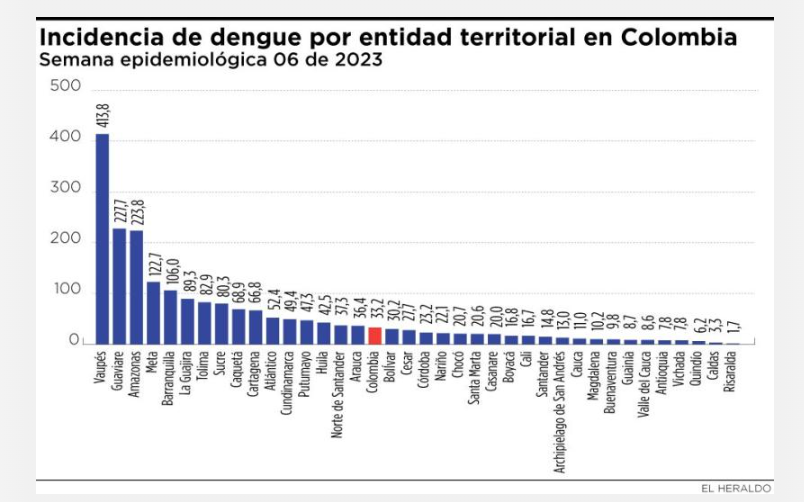 Incidencia de dengue por entidad territorial en Colombia
Semana epidemiológica 06 de 2023
500
400
300
200
100
0
413,8
227,7
223,8
122,7
106,0
89,3
82,9
80,3
68,9
66,8
52,4
49,4
47,3
42,5
37,3
36,4
33,2
30,2
27,7
23,2
22,1
20,7
20,6
20,0
16,8
16,7
14,8
13,0
11,0
10,2
9,8
8,7
8,6
7,8
7,8
6,2
3,3
1,7
Vaupés
Guaviare
Amazonas
Meta
Barranquilla
La Guajira
Tolima
Sucre
Caquetá
Cartagena
Atlántico
Cundinamarca
Putumayo
Huila
Norte de Santander
Arauca
Colombia
Bolívar
Cesar
Córdoba
Nariño
Chocó
Santa Marta
Casanare
Boyacá
Cali
Santander
Archipielago de San Andrés
Cauca
Magdalena
Buenaventura
Guainía
Valle del Cauca
Antioquia
Vichada
Quindio
Caldas
Risaralda
EL HERALDO